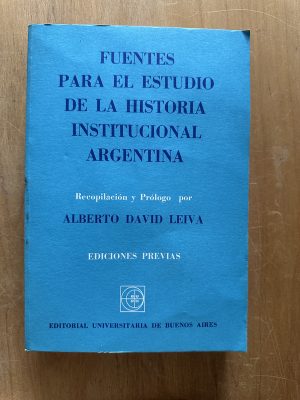 FUENTES
PARA EL ESTUDIO
DE LA HISTORIA
INSTITUCIONAL
ARGENTINA
Recopilación y Prólogo por
ALBERTO DAVID LEIVA
EDICIONES PREVIAS
EDITORIAL UNIVERSITARIA DE BUENOS AIRES